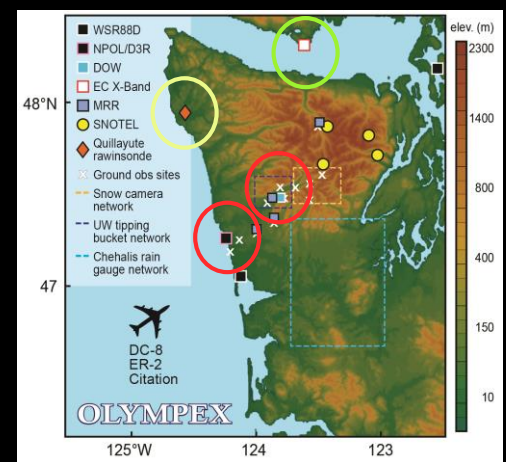 WSR88D
NPOL/D3R
DOW
EC X-Band
MRR
SNOTEL
Quillayute
rawinsonde
Ground obs sites
Snow camera
network
UW tipping
bucket network
Chehalis rain
gauge network
DC-8
ER-2
Citation
OLYMPEX
48°N
47
125°W
124
123
elev. (m)
2300
1400
800
400
150
10